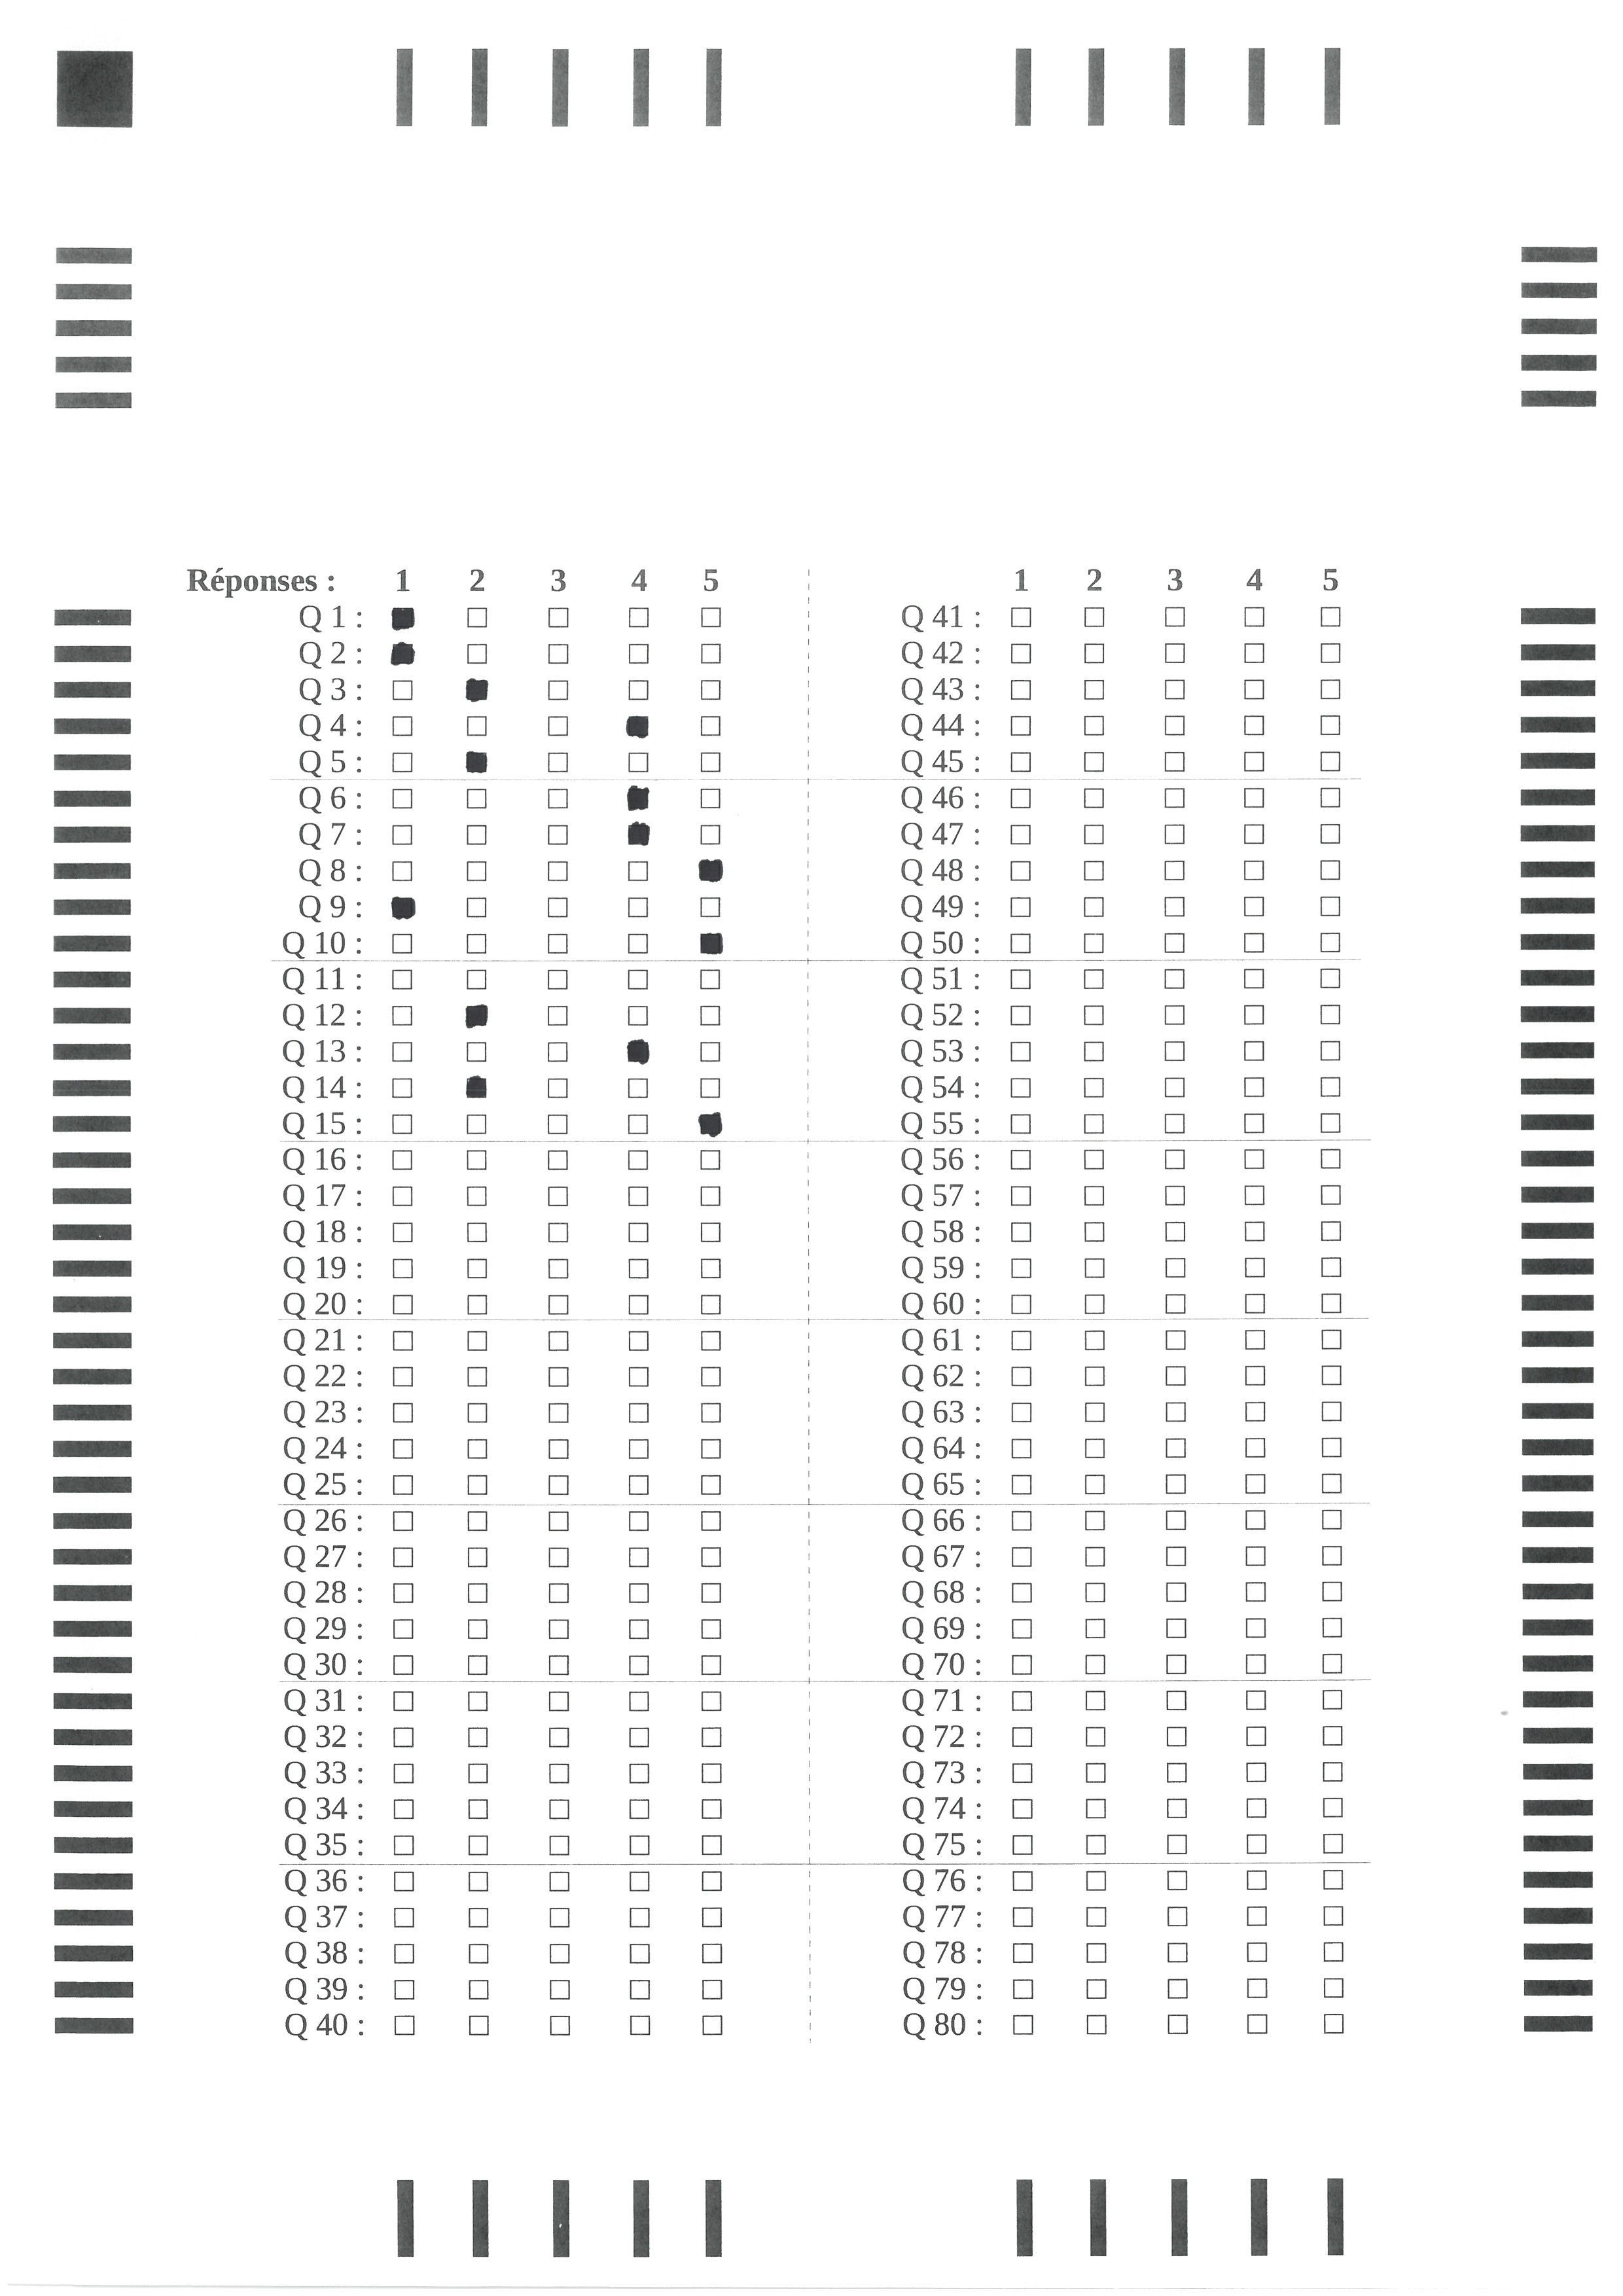 Réponses : 1 2 3 4 5
Q 1 :
Q 2 :
Q 3 :
Q 4 :
Q 5 :
Q 6 :
Q 7 :
Q 8 :
Q 9 :
Q 10 :
Q 11 :
Q 12 :
Q 13 :
Q 14 :
Q 15 :
Q 16 :
Q 17 :
Q 18 :
Q 19 :
Q 20 :
Q 21 :
Q 22 :
Q 23 :
Q 24 :
Q 25 :
Q 26 :
Q 27 :
Q 28 :
Q 29 :
Q 30 :
Q 31 :
Q 32 :
Q 33 :
Q 34 :
Q 35 :
Q 36 :
Q 37 :
Q 38 :
Q 39 :
Q 40 :
1 2 3 4 5
Q 41 :
Q 42 :
Q 43 :
Q 44 :
Q 45 :
Q 46 :
Q 47 :
Q 48 :
Q 49 :
Q 50 :
Q 51 :
Q 52 :
Q 53 :
Q 54 :
Q 55 :
Q 56 :
Q 57 :
Q 58 :
Q 59 :
Q 60 :
Q 61 :
Q 62 :
Q 63 :
Q 64 :
Q 65 :
Q 66 :
Q 67 :
Q 68 :
Q 69 :
Q 70 :
Q 71 :
Q 72 :
Q 73 :
Q 74 :
Q 75 :
Q 76 :
Q 77 :
Q 78 :
Q 79 :
Q 80 :